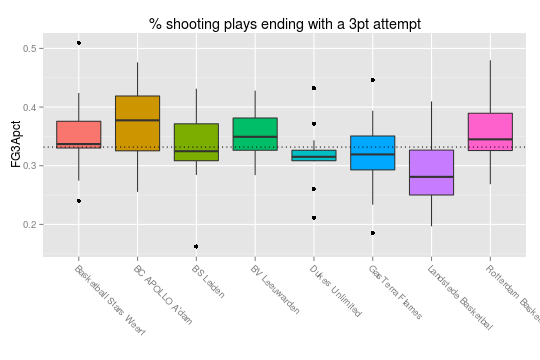 % shooting plays ending with a 3pt attempt
FG3Apct
0.5
0.4
0.3
0.2
Basketball Stars Weert
BC APOLLO A'dam
BS Leiden
BV Leeuwarden
Dukes Unlimited
GasTerra Flames
Landstede Basketbal
Rotterdam Baske